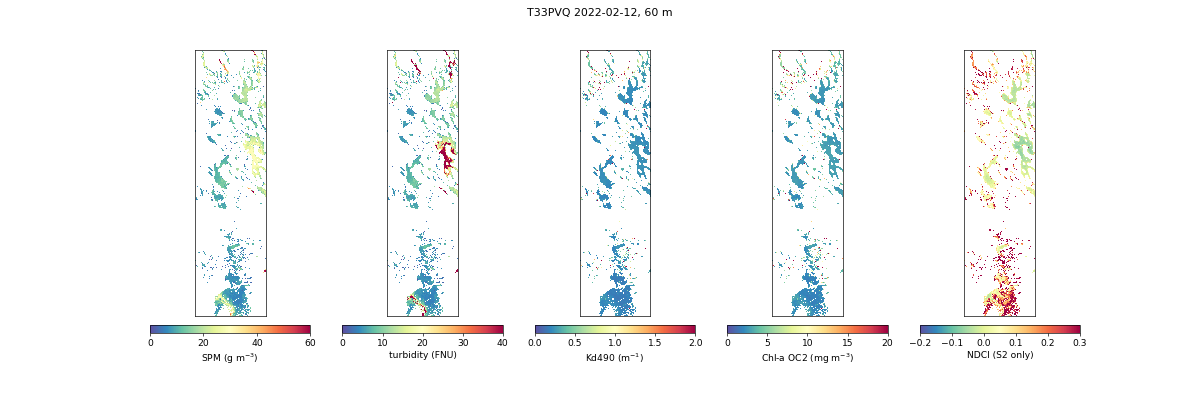 T33PVQ 2022-02-12, 60 m
0 20 40 60
SPM (g m⁻³)
0 10 20 30 40
turbidity (FNU)
0.0 0.5 1.0 1.5 2.0
Kd490 (m⁻¹)
0 5 10 15 20
Chl-a OC2 (mg m⁻³)
−0.2 −0.1 0.0 0.1 0.2 0.3
NDCI (S2 only)